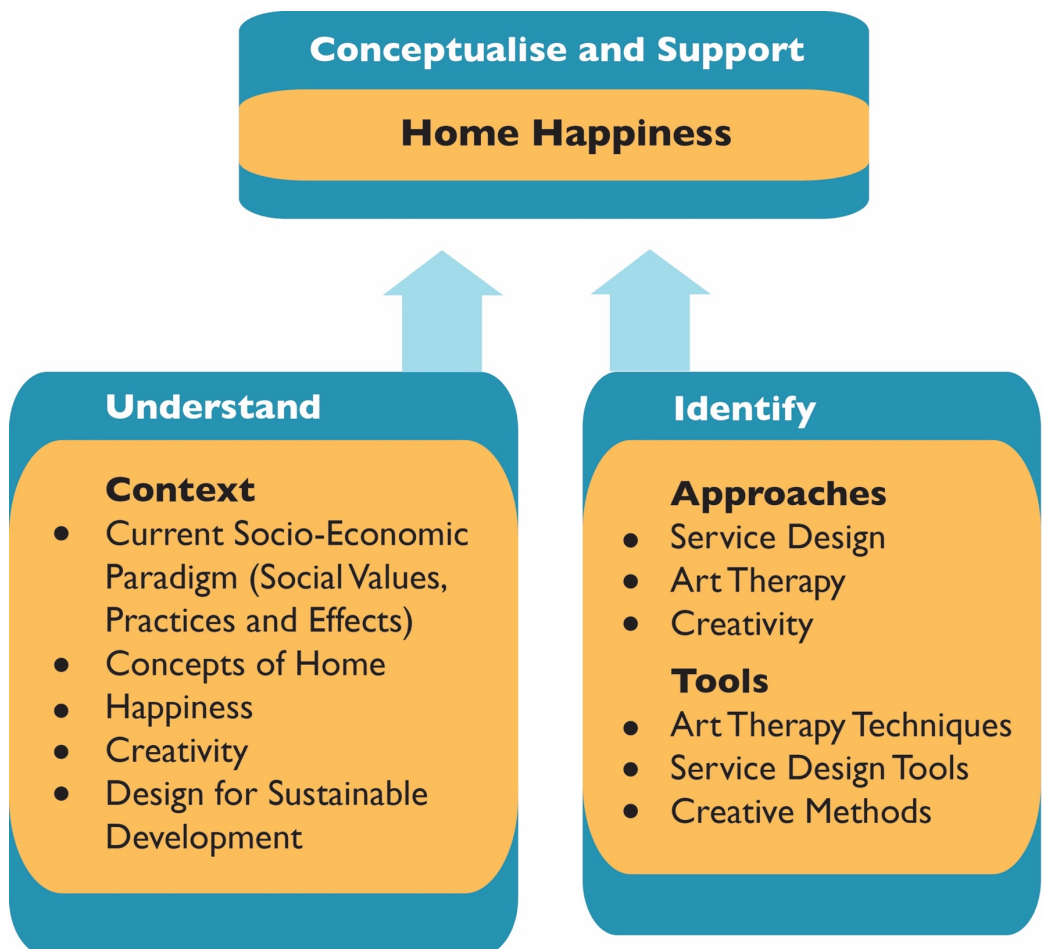 Conceptualise and Support
Home Happiness
Understand
Context
• Current Socio-Economic
Paradigm (Social Values,
Practices and Effects)
• Concepts of Home
• Happiness
• Creativity
• Design for Sustainable
Development
Identify
Approaches
• Service Design
• Art Therapy
• Creativity
Tools
• Art Therapy Techniques
• Service Design Tools
• Creative Methods